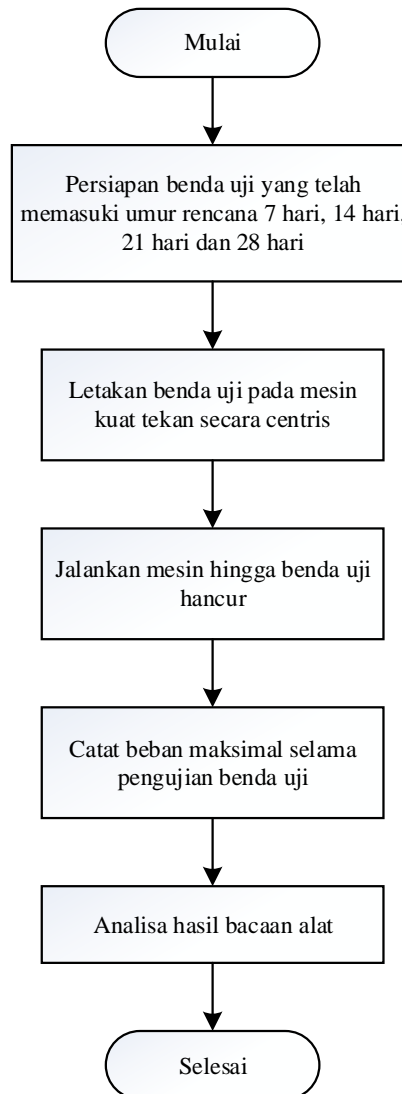 Mulai
Persiapan benda uji yang telah
memasuki umur rencana 7 hari, 14 hari,
21 hari dan 28 hari
Letakan benda uji pada mesin
kuat tekan secara centris
Jalankan mesin hingga benda uji
hancur
Catat beban maksimal selama
pengujian benda uji
Analisa hasil bacaan alat
Selesai